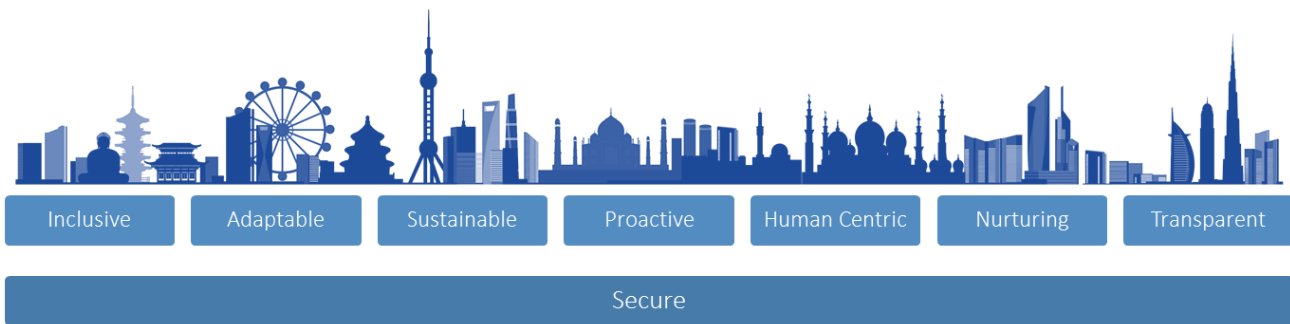 Inclusive
Adaptable
Sustainable
Proactive
Human Centric
Nurturing
Transparent
Secure